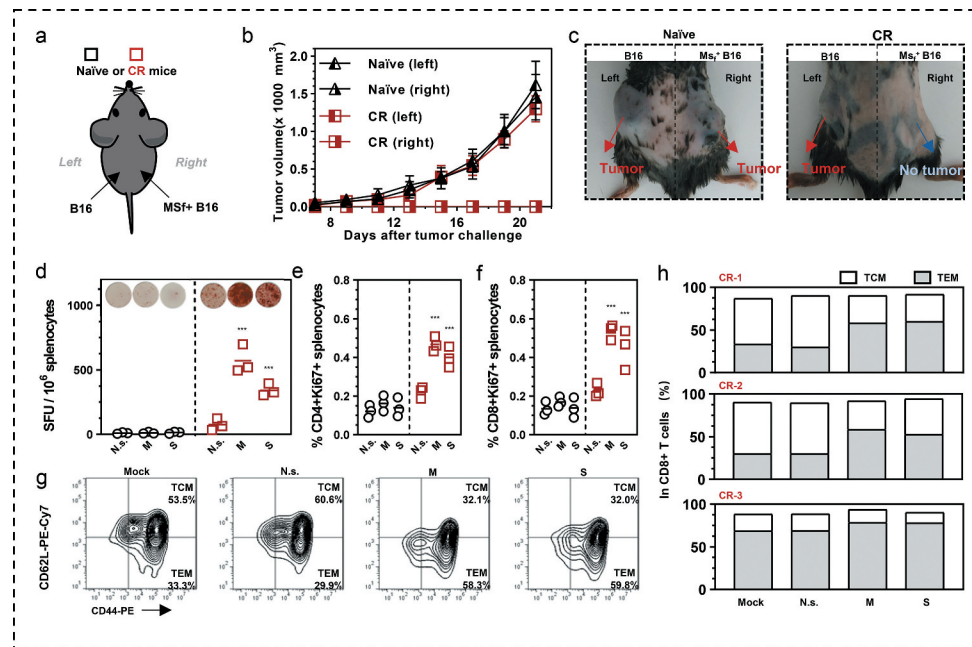 a
Naïve or CR mice
Left
Right
B16
MSf+ B16
b
Tumor volume(x 1000 mm³)
2.0
1.5
1.0
0.5
0.0
8
12
16
20
Days after tumor challenge
Naïve (left)
Naïve (right)
CR (left)
CR (right)
c
Naïve
B16
Msf+ B16
Left
Right
Tumor
Tumor
CR
B16
Msf+ B16
Left
Right
Tumor
No tumor
d
SFU / 10⁶ splenocytes
1000
500
0
***
***
N.s.
M
S
N.s.
M
S
e
% CD4+Ki67+ splenocytes
0.8
0.6
0.4
0.2
0.0
***
***
N.s.
M
S
N.s.
M
S
f
% CD8+Ki67+ splenocytes
0.8
0.6
0.4
0.2
0.0
***
***
N.s.
M
S
N.s.
M
S
g
CD62L-PE-Cy7
CD44-PE
Mock
TCM
53.5%
TEM
33.3%
N.s.
TCM
60.6%
TEM
29.9%
M
TCM
32.1%
TEM
58.3%
S
TCM
32.0%
TEM
59.8%
h
TCM
TEM
In CD8+ T cells (%)
CR-1
100
50
0
CR-2
100
50
0
CR-3
100
50
0
Mock
N.s.
M
S